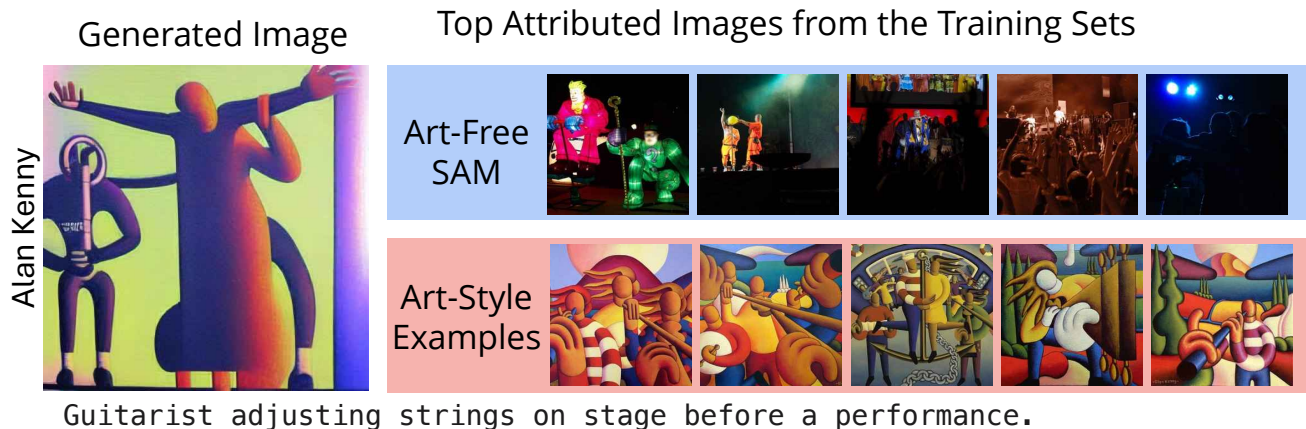 Generated Image
Top Attributed Images from the Training Sets
Alan Kenny
Art-Free
SAM
Art-Style
Examples
Guitarist adjusting strings on stage before a performance.